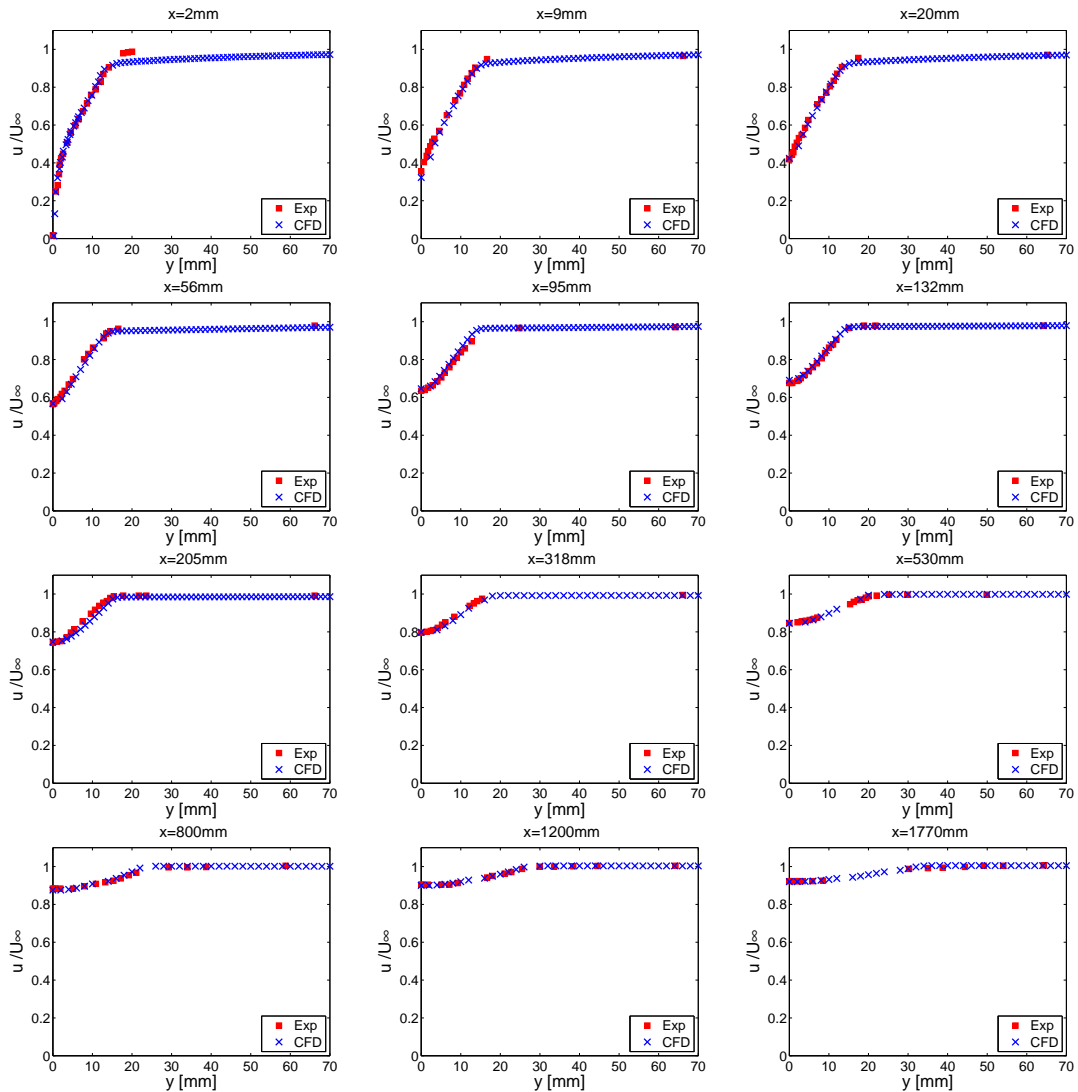 x=2mm
x=9mm
x=20mm
u /U∞
1
0.8
0.6
0.4
0.2
0
Exp
CFD
0 10 20 30 40 50 60 70
y [mm]
u /U∞
1
0.8
0.6
0.4
0.2
0
Exp
CFD
0 10 20 30 40 50 60 70
y [mm]
u /U∞
1
0.8
0.6
0.4
0.2
0
Exp
CFD
0 10 20 30 40 50 60 70
y [mm]
x=56mm
x=95mm
x=132mm
u /U∞
1
0.8
0.6
0.4
0.2
0
Exp
CFD
0 10 20 30 40 50 60 70
y [mm]
u /U∞
1
0.8
0.6
0.4
0.2
0
Exp
CFD
0 10 20 30 40 50 60 70
y [mm]
u /U∞
1
0.8
0.6
0.4
0.2
0
Exp
CFD
0 10 20 30 40 50 60 70
y [mm]
x=205mm
x=318mm
x=530mm
u /U∞
1
0.8
0.6
0.4
0.2
0
Exp
CFD
0 10 20 30 40 50 60 70
y [mm]
u /U∞
1
0.8
0.6
0.4
0.2
0
Exp
CFD
0 10 20 30 40 50 60 70
y [mm]
u /U∞
1
0.8
0.6
0.4
0.2
0
Exp
CFD
0 10 20 30 40 50 60 70
y [mm]
x=800mm
x=1200mm
x=1770mm
u /U∞
1
0.8
0.6
0.4
0.2
0
Exp
CFD
0 10 20 30 40 50 60 70
y [mm]
u /U∞
1
0.8
0.6
0.4
0.2
0
Exp
CFD
0 10 20 30 40 50 60 70
y [mm]
u /U∞
1
0.8
0.6
0.4
0.2
0
Exp
CFD
0 10 20 30 40 50 60 70
y [mm]